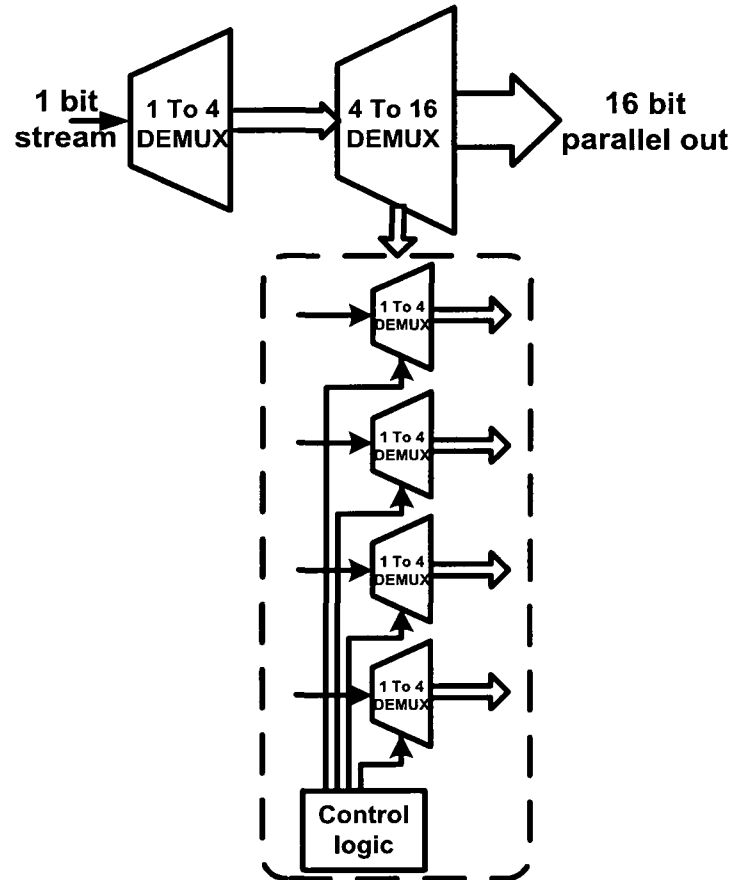 1 bit
stream
1 To 4
DEMUX
4 To 16
DEMUX
16 bit
parallel out
1 To 4
DEMUX
1 To 4
DEMUX
1 To 4
DEMUX
1 To 4
DEMUX
Control
logic